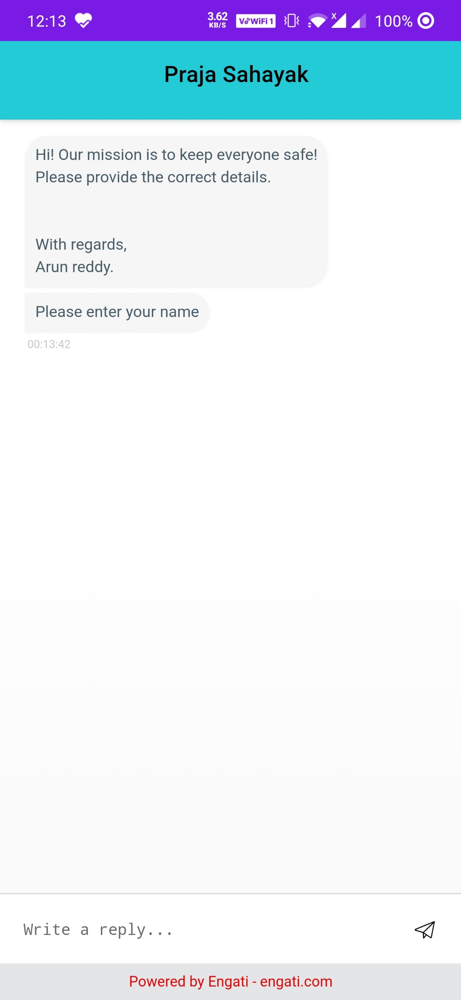 12:13
3.62
KB/S
VoWiFi 1
X
100%
Praja Sahayak
Hi! Our mission is to keep everyone safe!
Please provide the correct details.
With regards,
Arun reddy.
Please enter your name
00:13:42
Write a reply...
Powered by Engati - engati.com